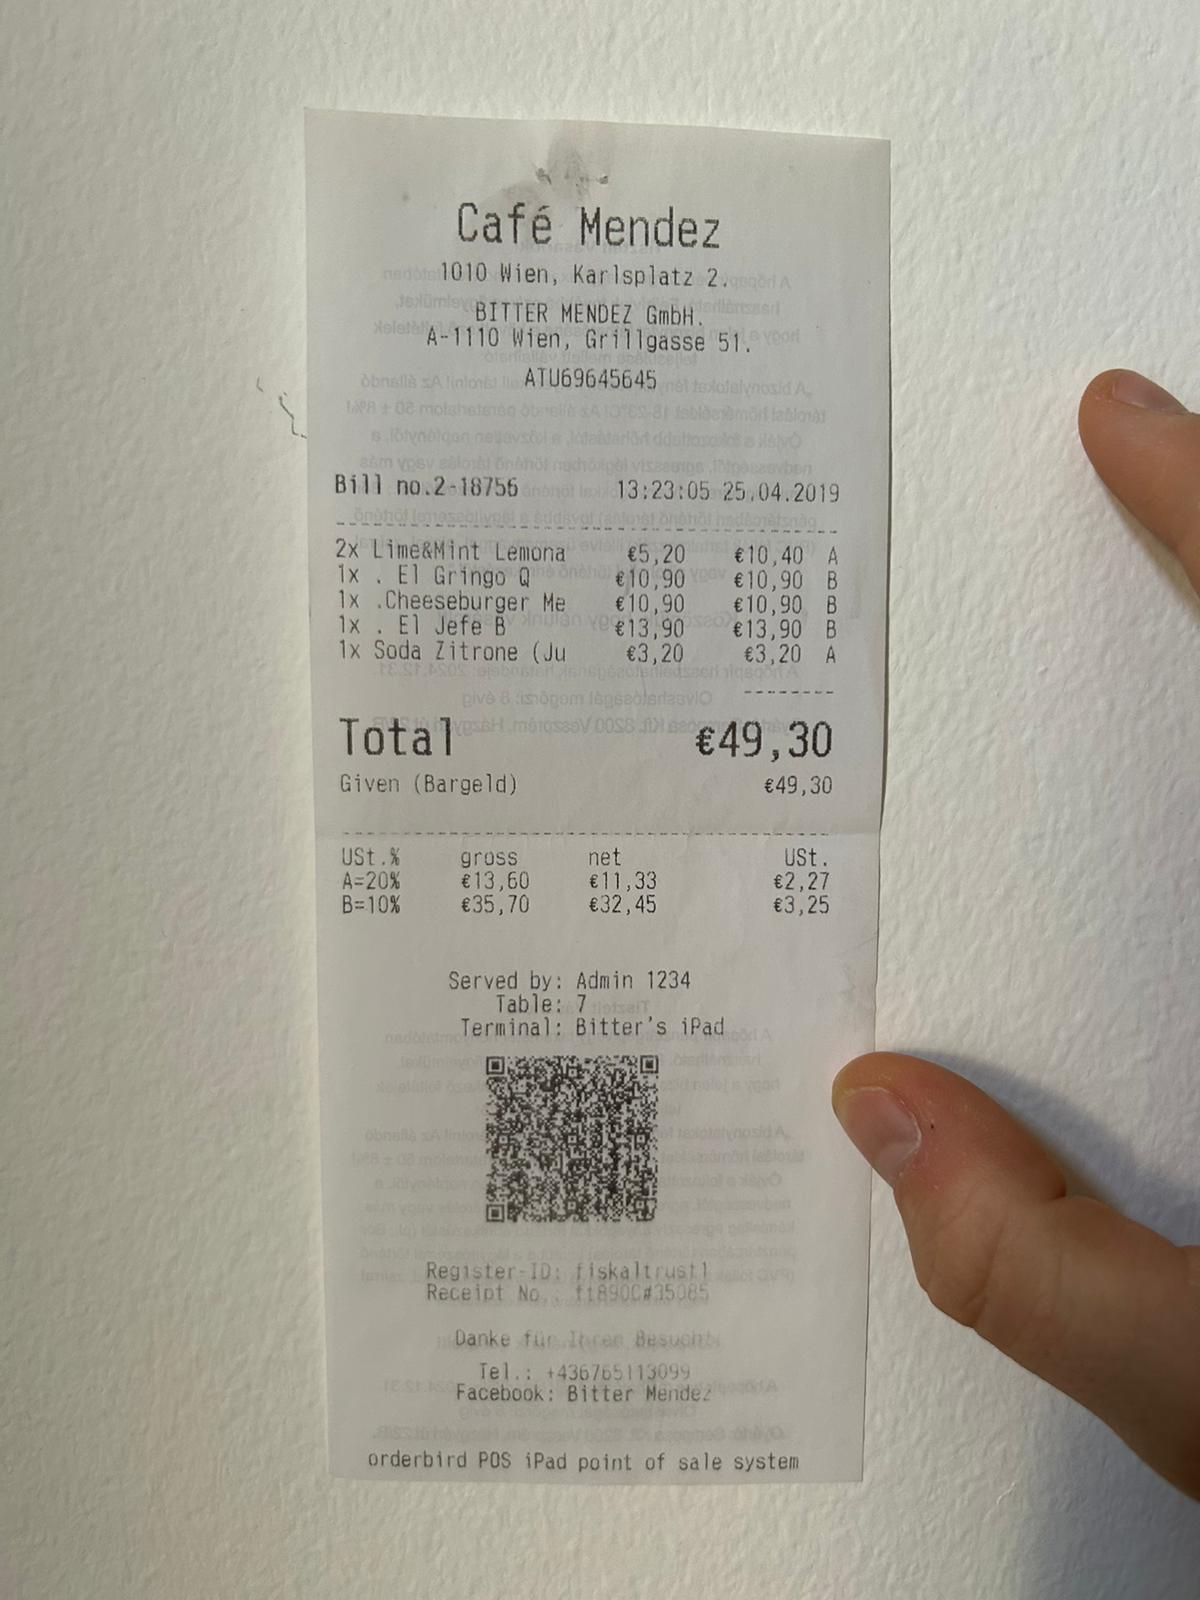 Café Mendez
1010 Wien, Karlsplatz 2.
BITTER MENDEZ GmbH.
A-1110 Wien, Grillgasse 51.
ATU69645645
Bill no.2-18756 13:23:05 25.04.2019
2x Lime&Mint Lemona €5,20 €10,40 A
1x . El Gringo Q €10,90 €10,90 B
1x .Cheeseburger Me €10,90 €10,90 B
1x . El Jefe B €13,90 €13,90 B
1x Soda Zitrone (Ju €3,20 €3,20 A
Total €49,30
Given (Bargeld) €49,30
USt.% gross net USt.
A=20% €13,60 €11,33 €2,27
B=10% €35,70 €32,45 €3,25
Served by: Admin 1234
Table: 7
Terminal: Bitter's iPad
Register-ID: fiskaltrust1
Receipt No.: ft890C#35085
Danke für Ihren Besuch!
Tel.: +436765113099
Facebook: Bitter Mendez
orderbird POS iPad point of sale system